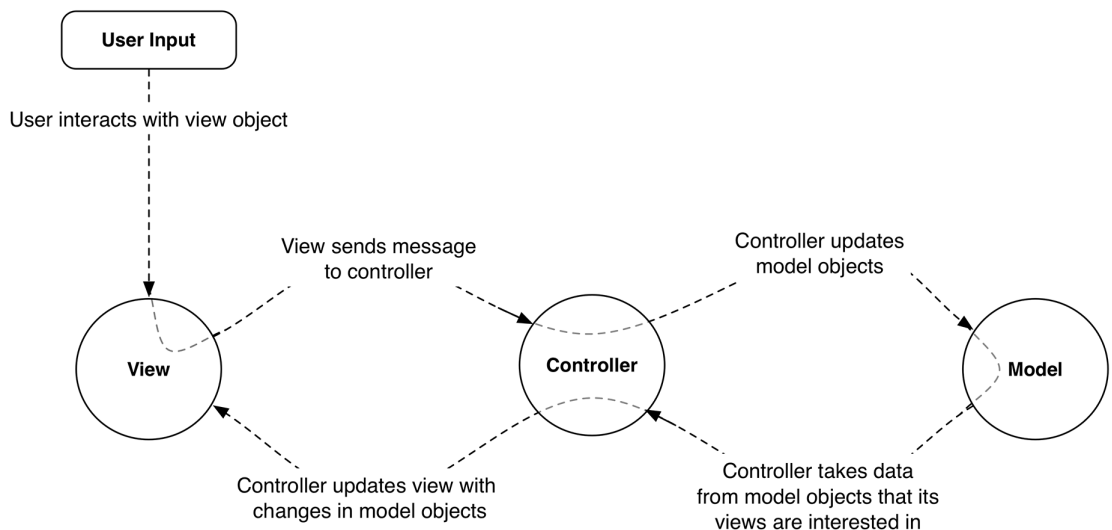 User Input
User interacts with view object
View sends message
to controller
Controller updates
model objects
View
Controller
Model
Controller updates view with
changes in model objects
Controller takes data
from model objects that its
views are interested in